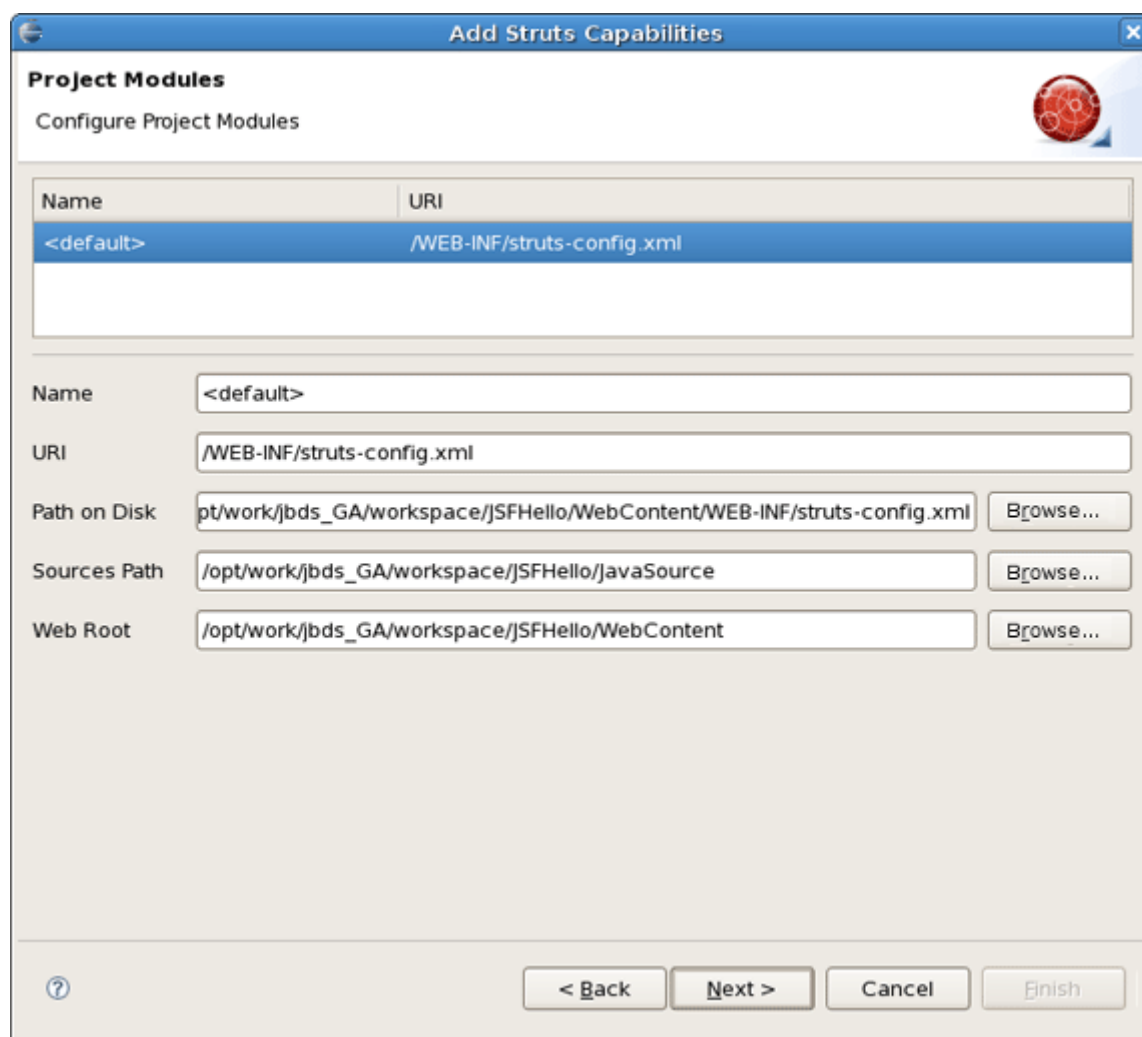 Add Struts Capabilities
Project Modules
Configure Project Modules
Name URI
<default> /WEB-INF/struts-config.xml
Name <default>
URI /WEB-INF/struts-config.xml
Path on Disk pt/work/jbds_GA/workspace/JSFHello/WebContent/WEB-INF/struts-config.xml Browse...
Sources Path /opt/work/jbds_GA/workspace/JSFHello/JavaSource Browse...
Web Root /opt/work/jbds_GA/workspace/JSFHello/WebContent Browse...
? < Back Next > Cancel Finish